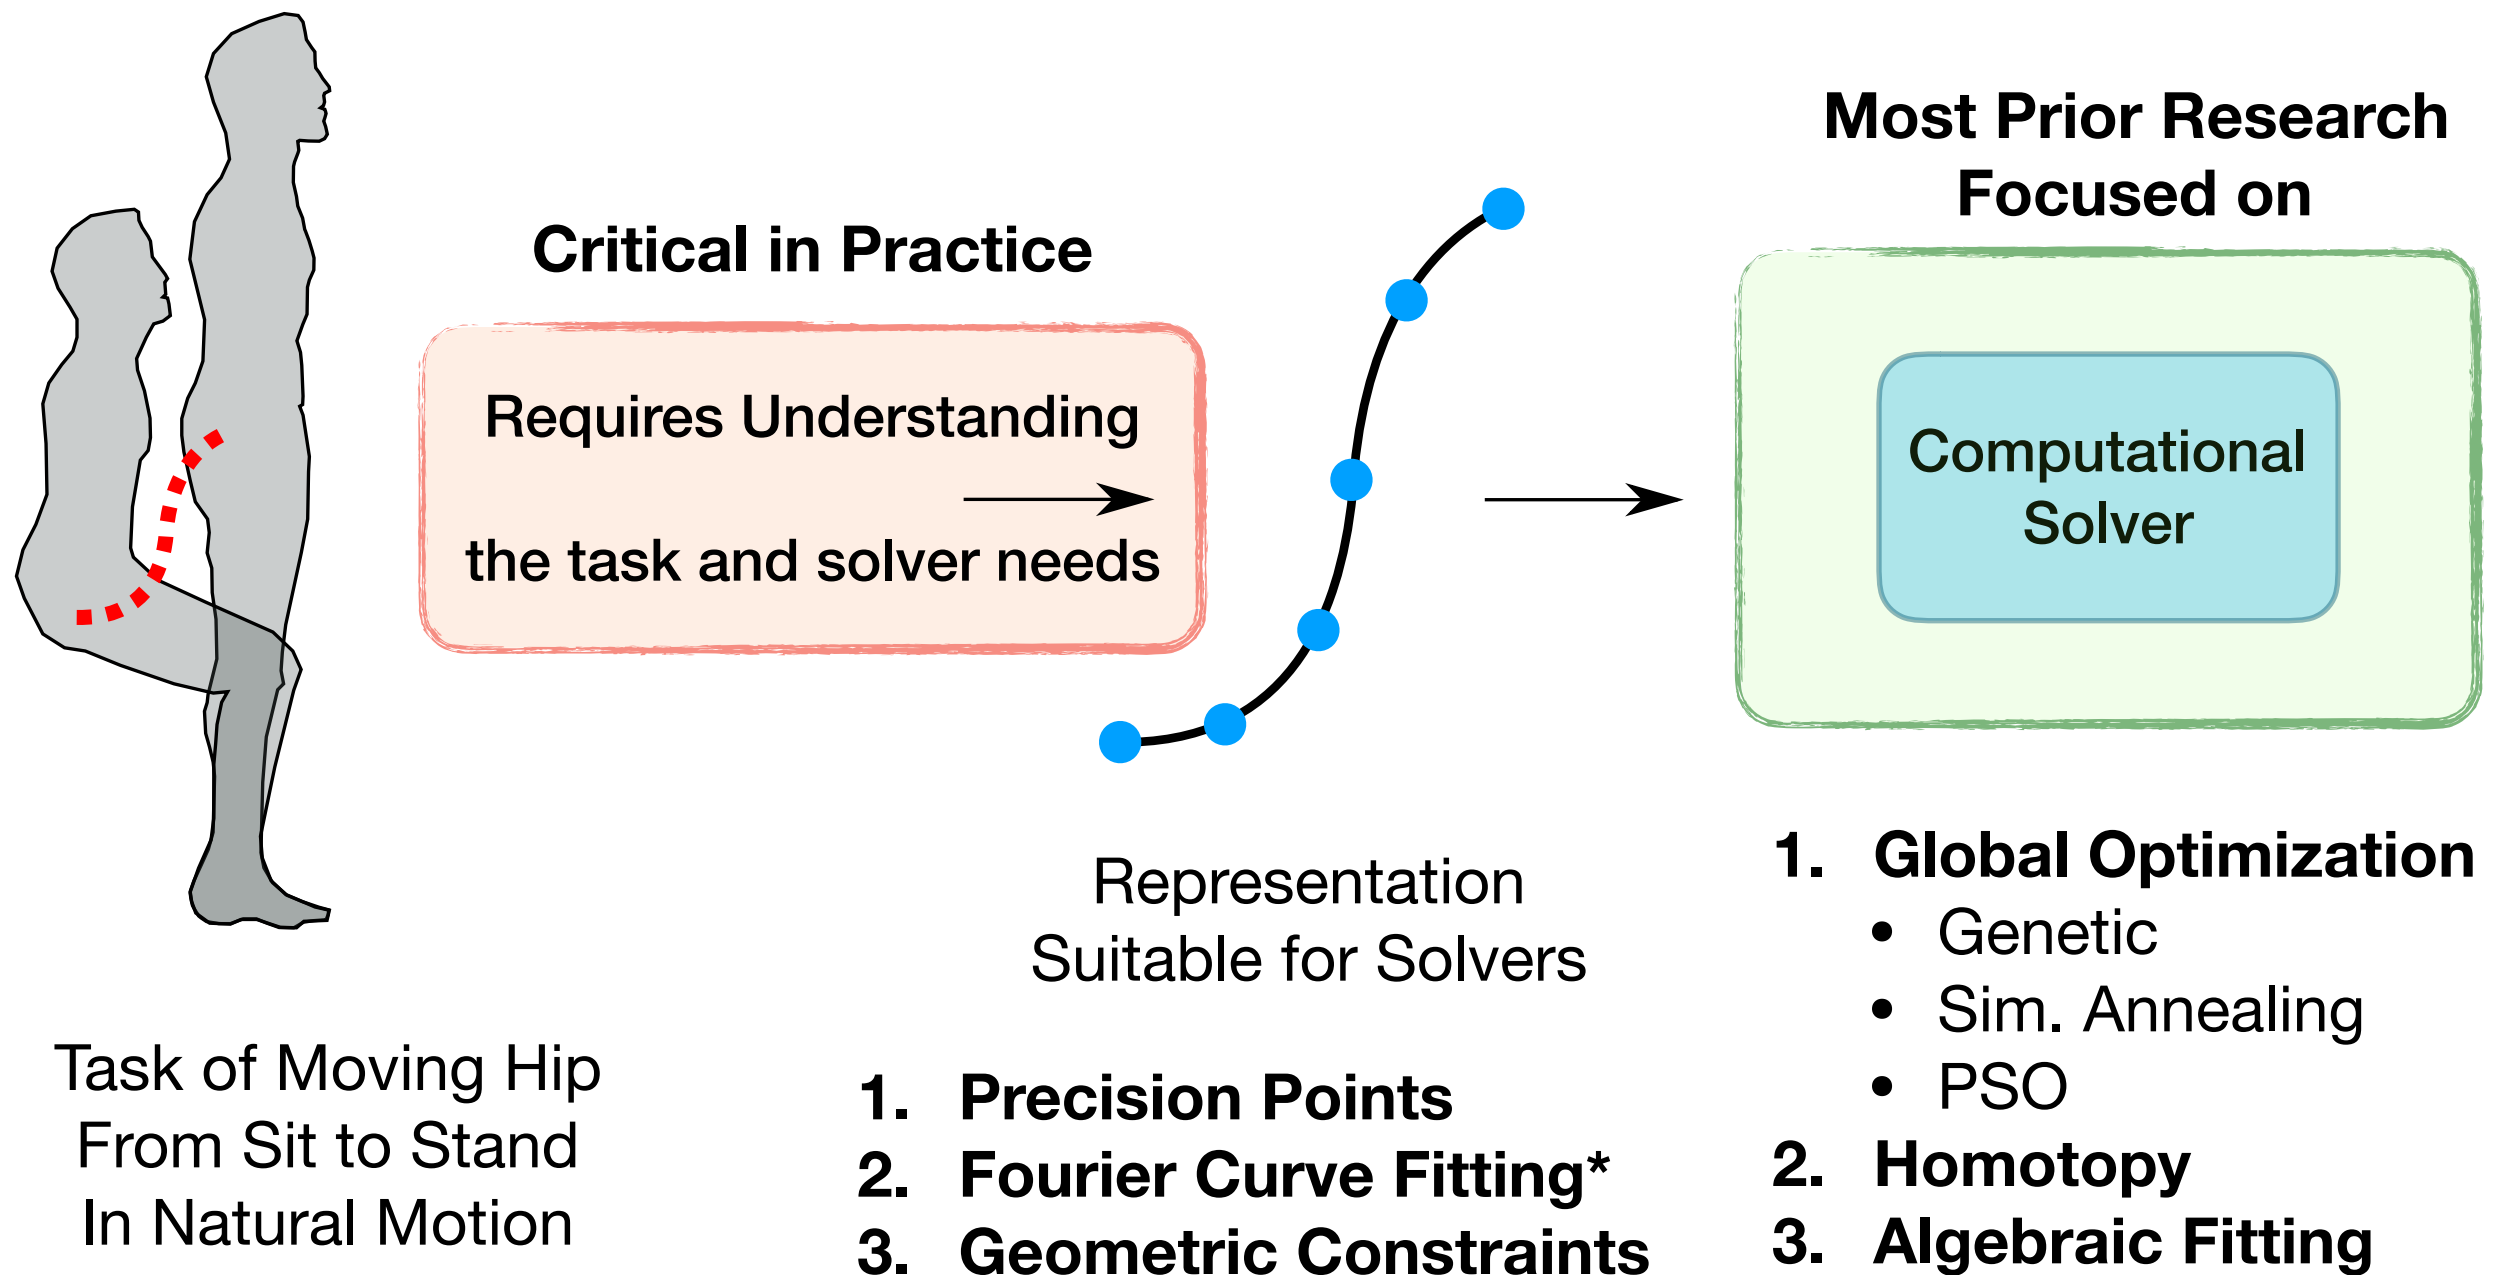 Critical in Practice
Requires Understanding
the task and solver needs
Task of Moving Hip
From Sit to Stand
In Natural Motion
Representation
Suitable for Solvers
1. Precision Points
2. Fourier Curve Fitting*
3. Geometric Constraints
Most Prior Research
Focused on
Computational
Solver
1. Global Optimization
• Genetic
• Sim. Annealing
• PSO
2. Homotopy
3. Algebraic Fitting